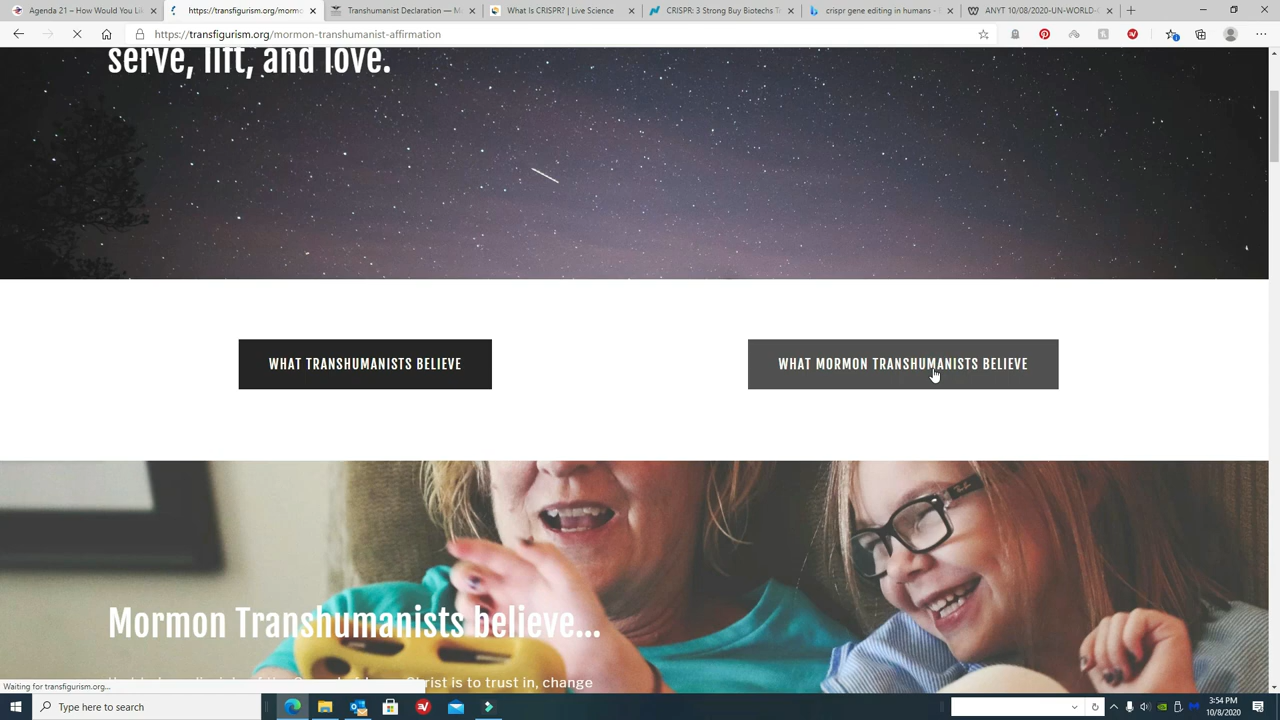 Agenda 21 – How Would You Li
https://transfigurism.org/mormo
Transhumanist Declaration — M
What Is CRISPR? | Live Science
CRISPR: 3 Strong Buy Biotechs T
crispr gene editing in humans -
ANYT 10/08/2020-UN-WORLD-
https://transfigurism.org/mormon-transhumanist-affirmation
serve, lift, and love.
WHAT TRANSHUMANISTS BELIEVE
WHAT MORMON TRANSHUMANISTS BELIEVE
Mormon Transhumanists believe...
Christ is to trust in, change
Waiting for transfigurism.org...
Type here to search
3:54 PM
10/8/2020